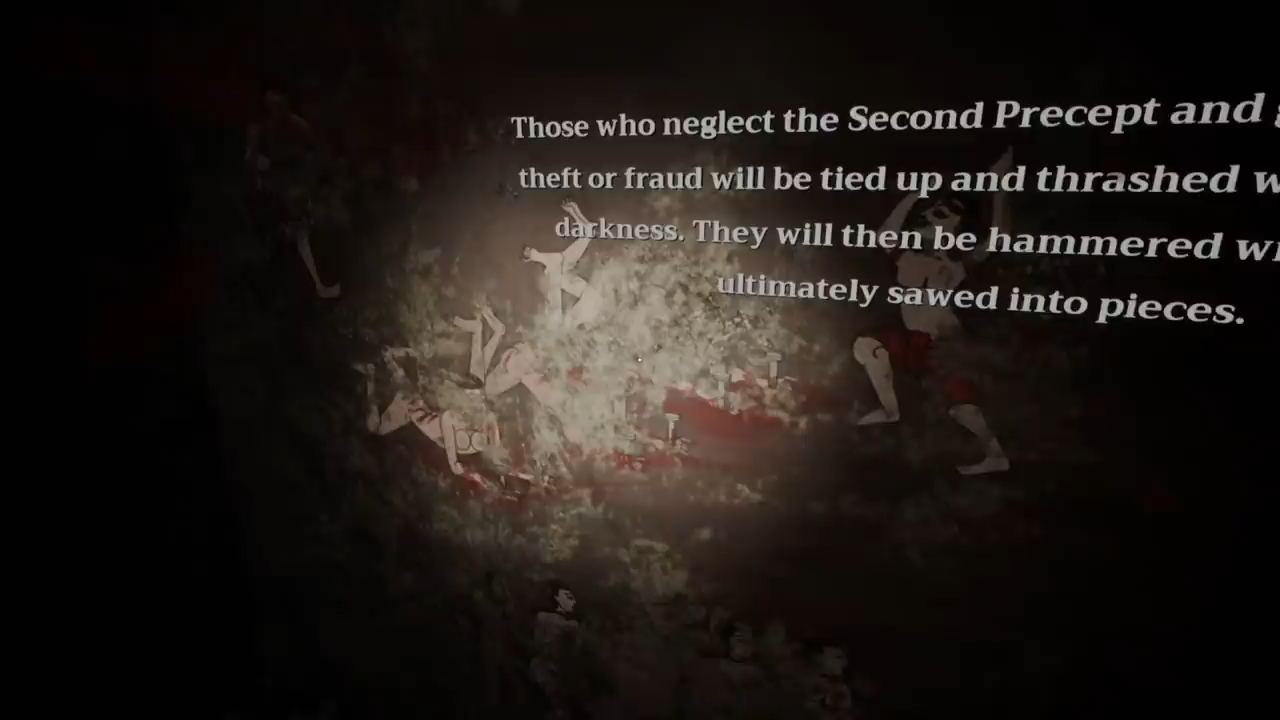 Those who neglect the Second Precept and
theft or fraud will be tied up and thrashed
darkness. They will then be hammered
ultimately sawed into pieces.